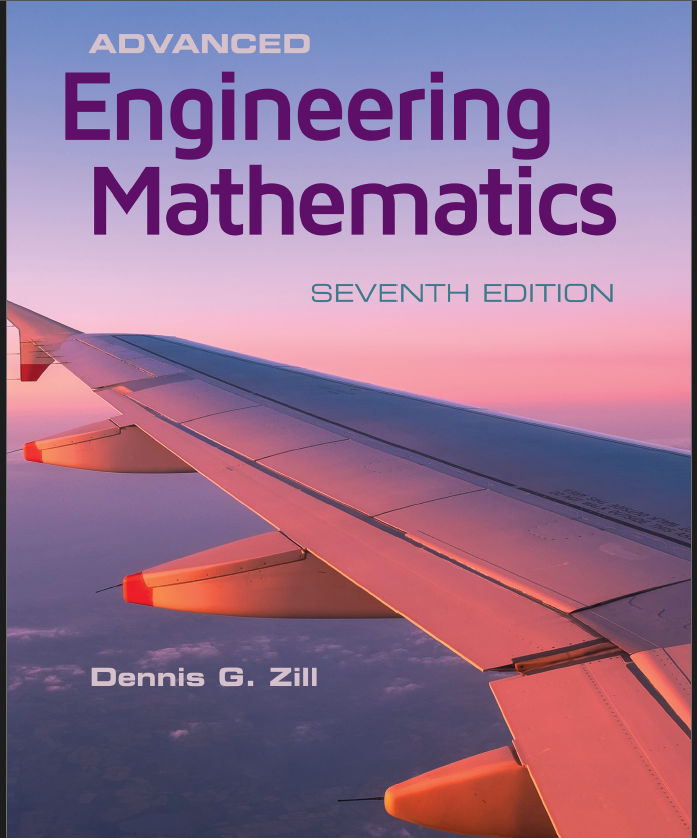 ADVANCED
Engineering
Mathematics
SEVENTH EDITION
Dennis G. Zill